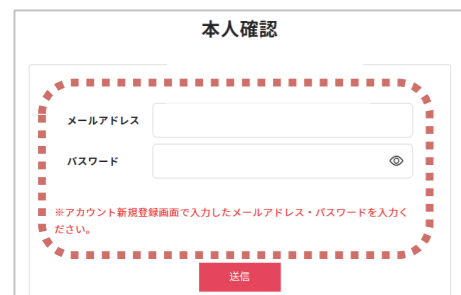 本人確認
メールアドレス
パスワード
※アカウント新規登録画面で入力したメールアドレス・パスワードを入力く
ださい。
送信